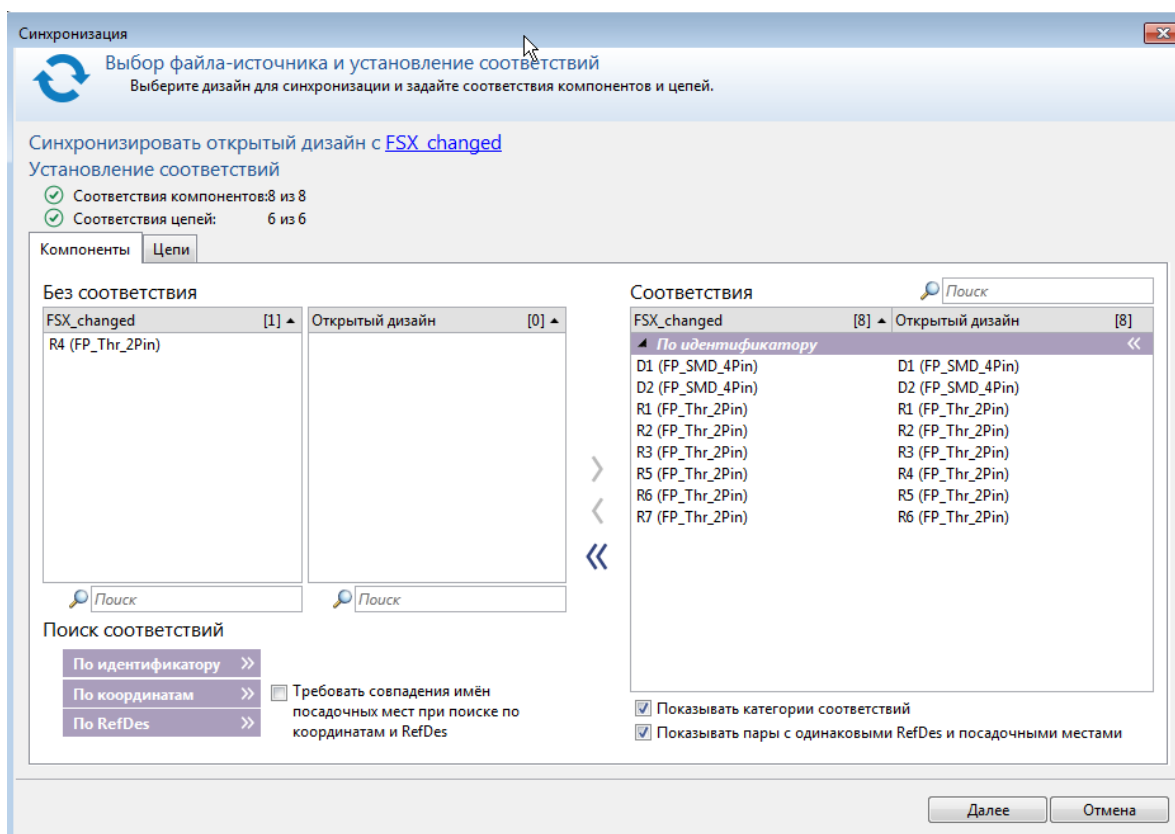 Синхронизация
Выбор файла-источника и установление соответствий
Выберите дизайн для синхронизации и задайте соответствия компонентов и цепей.
Синхронизировать открытый дизайн с FSX_changed
Установление соответствий
Соответствия компонентов:8 из 8
Соответствия цепей: 6 из 6
Компоненты Цепи
Без соответствия
FSX_changed [1] Открытый дизайн [0]
R4 (FP_Thr_2Pin)
Поиск Поиск
Соответствия Поиск
FSX_changed [8] Открытый дизайн [8]
По идентификатору
D1 (FP_SMD_4Pin) D1 (FP_SMD_4Pin)
D2 (FP_SMD_4Pin) D2 (FP_SMD_4Pin)
R1 (FP_Thr_2Pin) R1 (FP_Thr_2Pin)
R2 (FP_Thr_2Pin) R2 (FP_Thr_2Pin)
R3 (FP_Thr_2Pin) R3 (FP_Thr_2Pin)
R5 (FP_Thr_2Pin) R4 (FP_Thr_2Pin)
R6 (FP_Thr_2Pin) R5 (FP_Thr_2Pin)
R7 (FP_Thr_2Pin) R6 (FP_Thr_2Pin)
Поиск соответствий
По идентификатору
По координатам
По RefDes
Требовать совпадения имён
посадочных мест при поиске по
координатам и RefDes
Показывать категории соответствий
Показывать пары с одинаковыми RefDes и посадочными местами
Далее Отмена